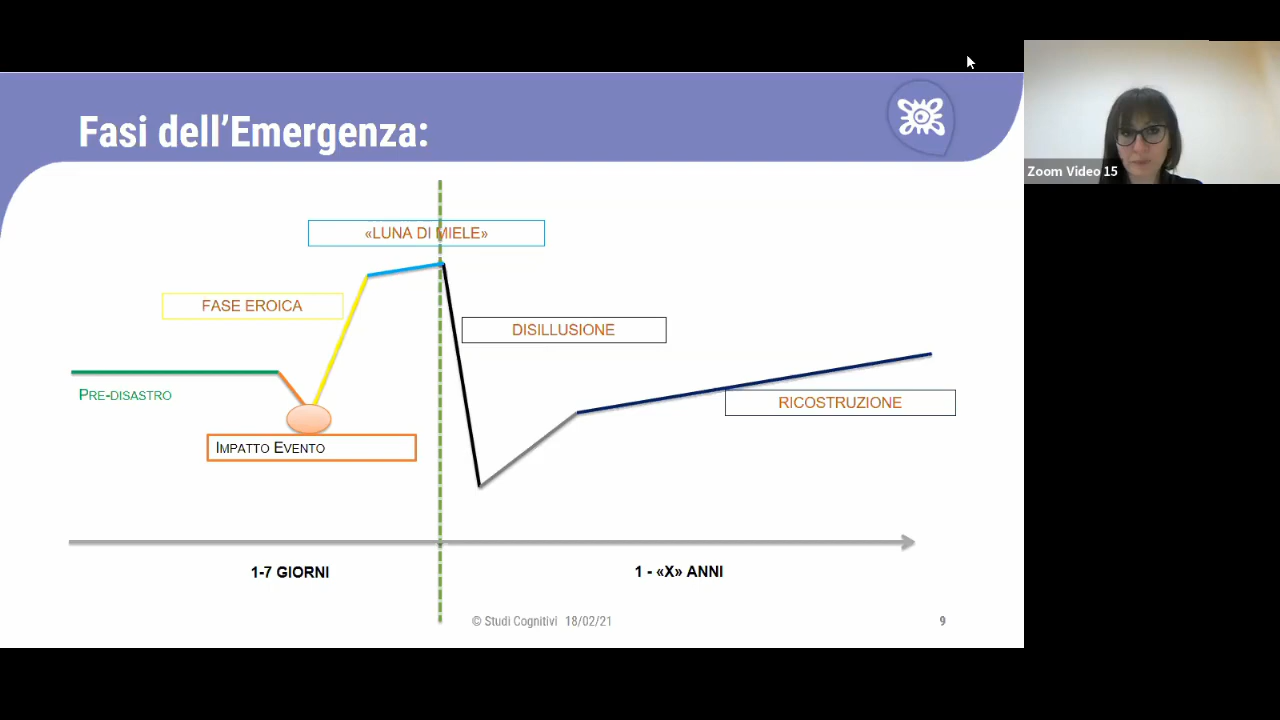 Fasi dell’Emergenza:
Zoom Video 15
«LUNA DI MIELE»
FASE EROICA
DISILLUSIONE
PRE-DISASTRO
RICOSTRUZIONE
IMPATTO EVENTO
1-7 GIORNI
1 - «X» ANNI
© Studi Cognitivi 18/02/21
9